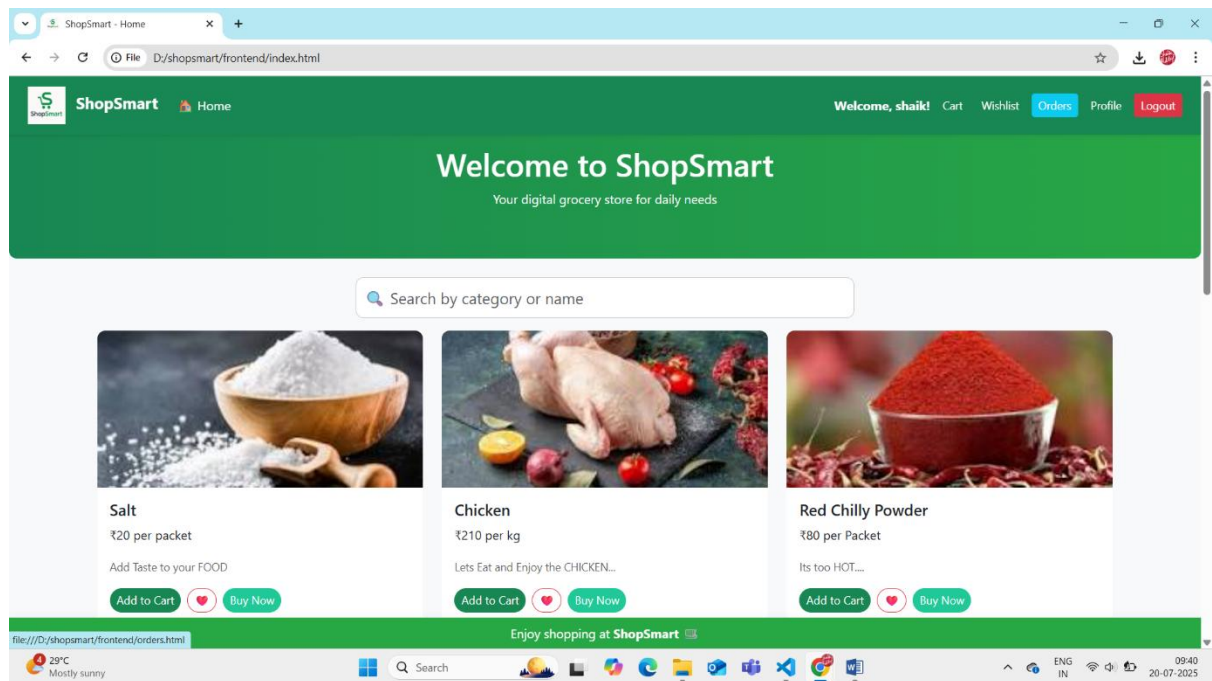 ShopSmart - Home
File D:/shopsmart/frontend/index.html
ShopSmart
ShopSmart 🏠 Home Welcome, shaik! Cart Wishlist Orders Profile Logout
Welcome to ShopSmart
Your digital grocery store for daily needs
🔍 Search by category or name
Salt
₹20 per packet
Add Taste to your FOOD
Add to Cart ❤ Buy Now
Chicken
₹210 per kg
Lets Eat and Enjoy the CHICKEN...
Add to Cart ❤ Buy Now
Red Chilly Powder
₹80 per Packet
Its too HOT....
Add to Cart ❤ Buy Now
Enjoy shopping at ShopSmart
file:///D:/shopsmart/frontend/orders.html
4
29°C
Mostly sunny
Search
ENG
IN
09:40
20-07-2025